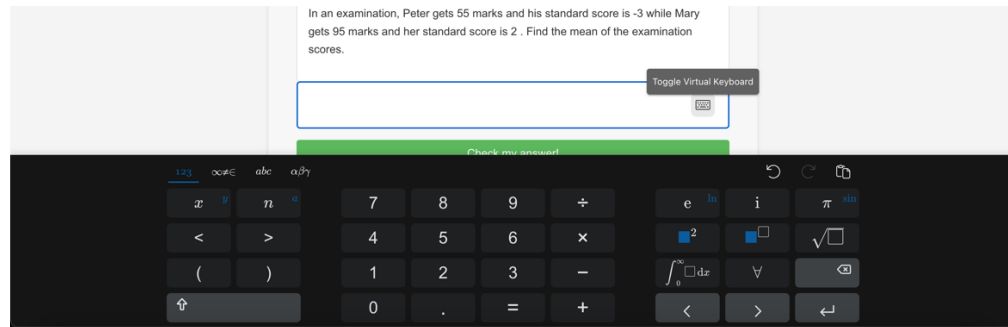 In an examination, Peter gets 55 marks and his standard score is -3 while Mary
gets 95 marks and her standard score is 2 . Find the mean of the examination
scores.
Toggle Virtual Keyboard
Check my answer!
123 ∞≠∈ abc αβγ
x y n a 7 8 9 ÷ e ln i π sin
< > 4 5 6 × ■² ■□ √□
( ) 1 2 3 − ∫₀^∞ □ dx ∀
⇧ 0 . = + < > ↵